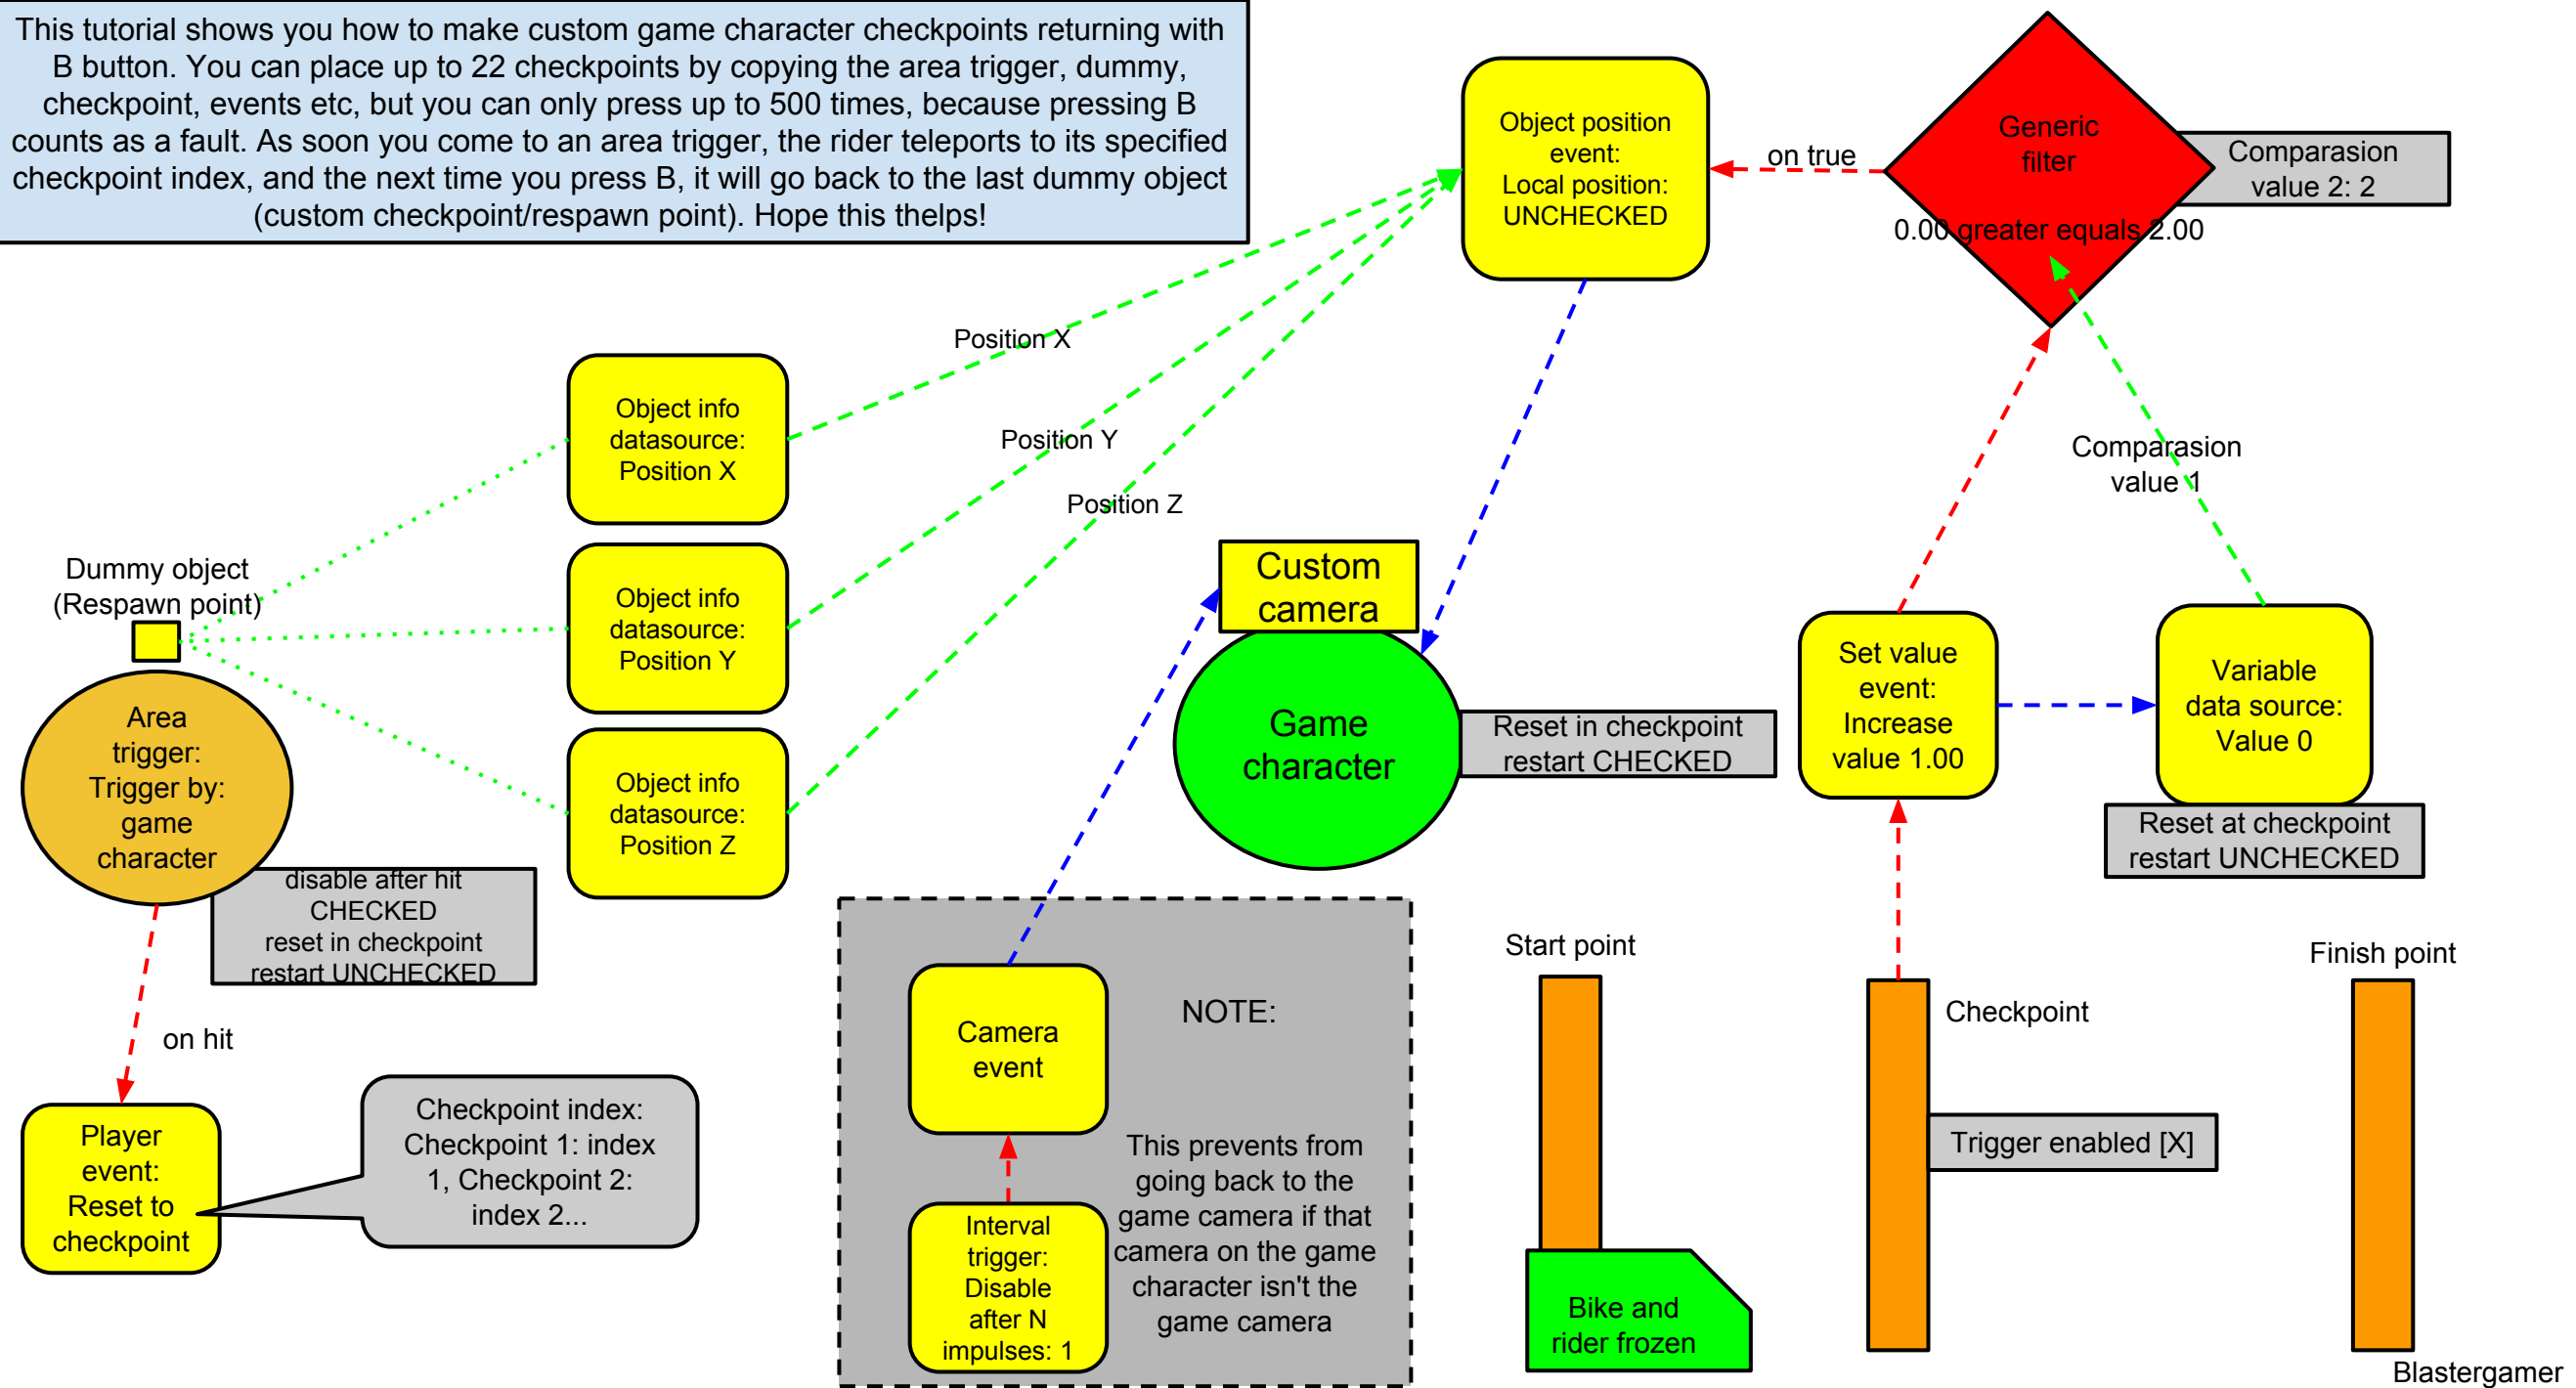 This tutorial shows you how to make custom game character checkpoints returning with
B button. You can place up to 22 checkpoints by copying the area trigger, dummy,
checkpoint, events etc, but you can only press up to 500 times, because pressing B
counts as a fault. As soon you come to an area trigger, the rider teleports to its specified
checkpoint index, and the next time you press B, it will go back to the last dummy object
(custom checkpoint/respawn point). Hope this thelps!
Object position
event:
Local position:
UNCHECKED
on true
Generic
filter
0.00 greater equals 2.00
Comparasion
value 2: 2
Position X
Position Y
Position Z
Object info
datasource:
Position X
Object info
datasource:
Position Y
Object info
datasource:
Position Z
Comparasion
value 1
Dummy object
(Respawn point)
Area
trigger:
Trigger by:
game
character
disable after hit
CHECKED
reset in checkpoint
restart UNCHECKED
on hit
Player
event:
Reset to
checkpoint
Checkpoint index:
Checkpoint 1: index
1, Checkpoint 2:
index 2...
Custom
camera
Game
character
Reset in checkpoint
restart CHECKED
Set value
event:
Increase
value 1.00
Variable
data source:
Value 0
Reset at checkpoint
restart UNCHECKED
Camera
event
NOTE:
This prevents from
going back to the
game camera if that
camera on the game
character isn't the
game camera
Interval
trigger:
Disable
after N
impulses: 1
Start point
Bike and
rider frozen
Checkpoint
Trigger enabled [X]
Finish point
Blastergamer